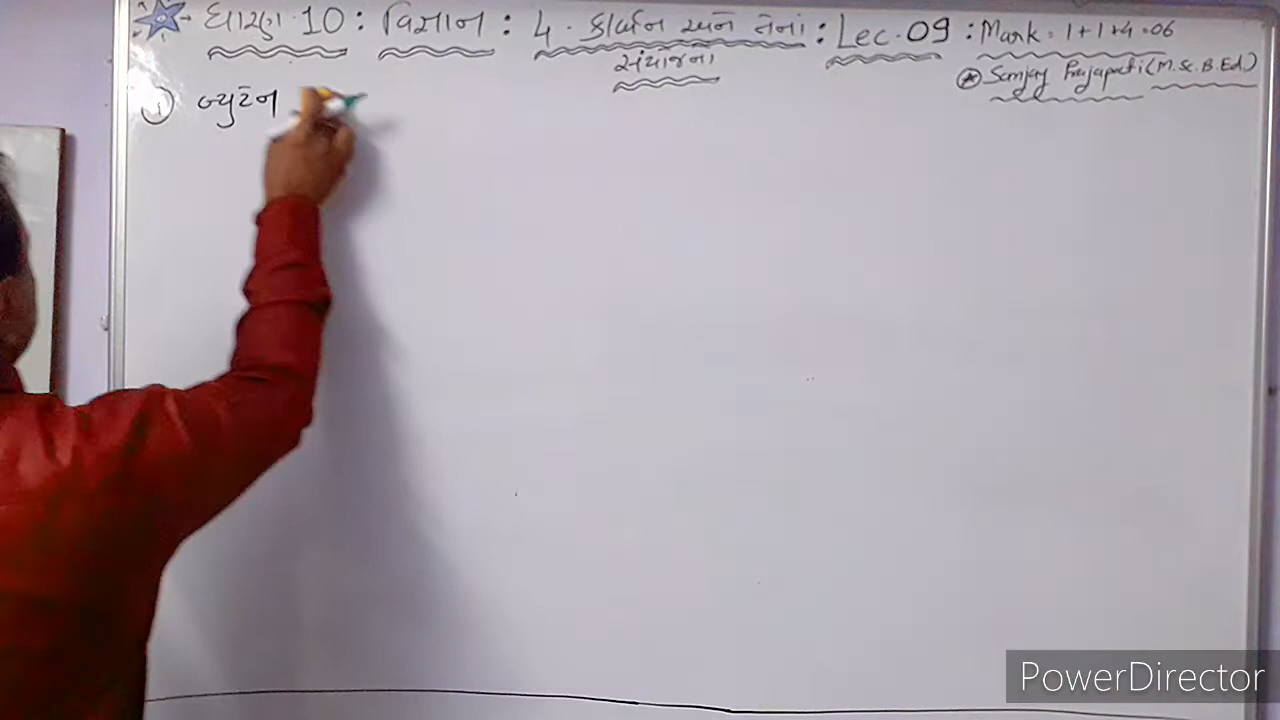 ધોરણ 10 : વિજ્ઞાન : 4. કાર્બન અને તેનાં : Lec. 09 : Mark : 1+1+4=06
સંયોજનો
Sanjay Prajapati (M.Sc. B.Ed.)
① બ્યુટેન
PowerDirector